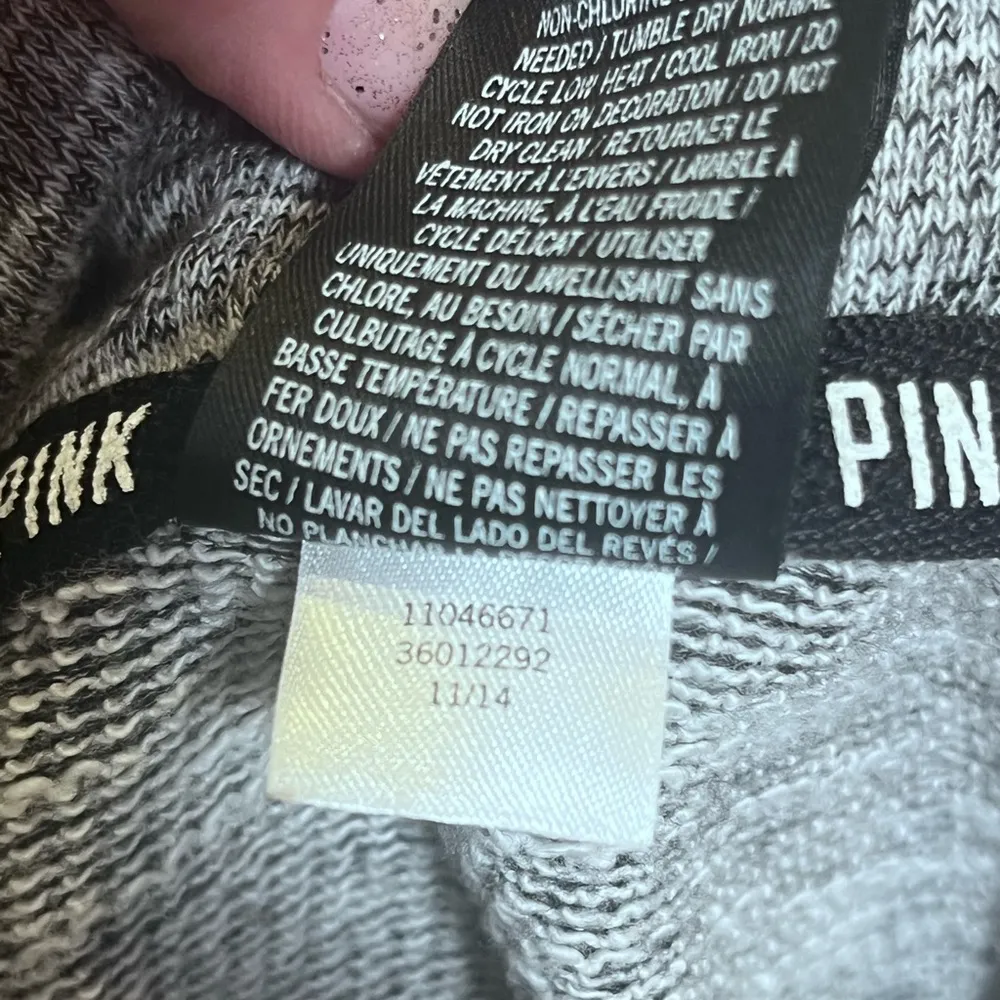 NON-CHLORINE
NEEDED / TUMBLE DRY NORMAL
CYCLE LOW HEAT / COOL IRON / DO
NOT IRON ON DECORATION / DO NOT
DRY CLEAN / RETOURNER LE
VÊTEMENT À L'ENVERS / LAVABLE À
LA MACHINE, À L'EAU FROIDE /
CYCLE DÉLICAT / UTILISER
UNIQUEMENT DU JAVELLISANT SANS
CHLORE, AU BESOIN / SÉCHER PAR
CULBUTAGE À CYCLE NORMAL, À
BASSE TEMPÉRATURE / REPASSER À
FER DOUX / NE PAS REPASSER LES
ORNEMENTS / NE PAS NETTOYER À
SEC / LAVAR DEL LADO DEL REVÉS /
NO PLANCHAR
PINK
PIN
11046671
36012292
11/14